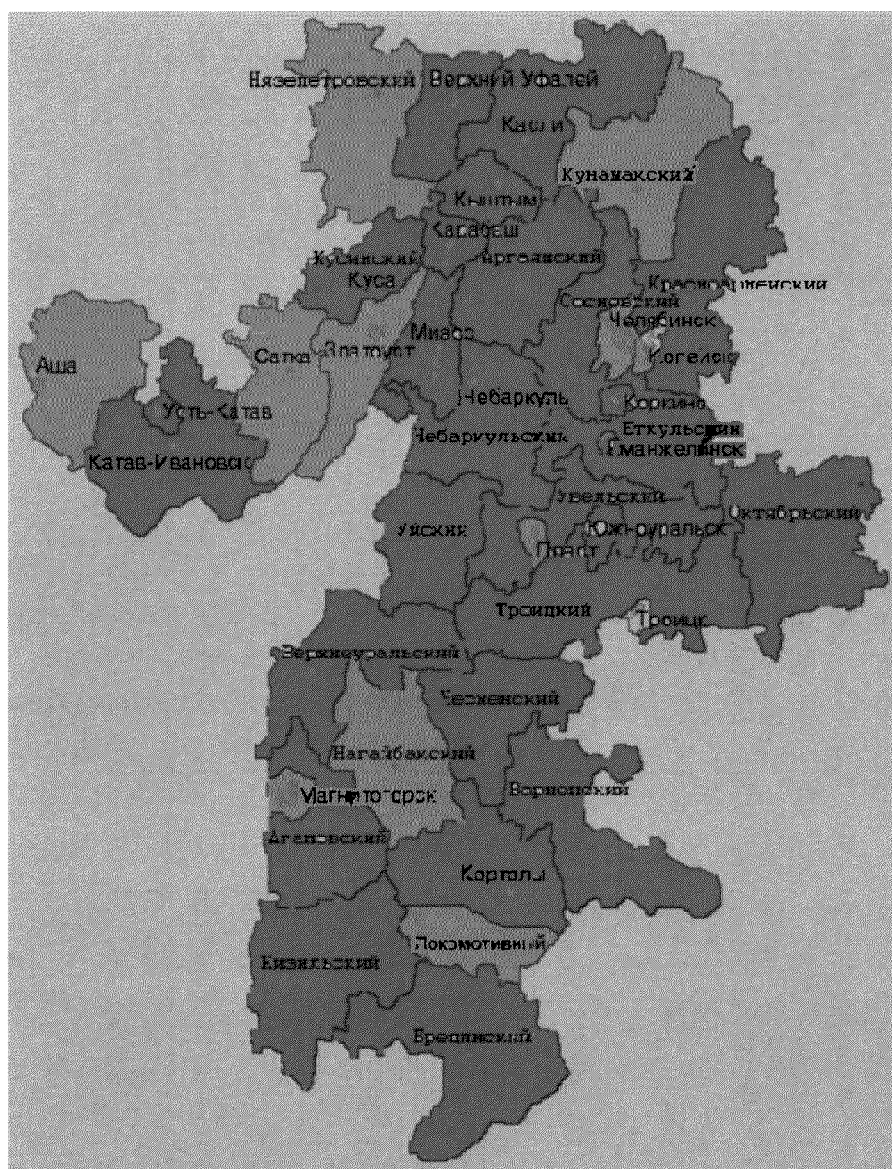 Нязепетровский
Верхний Уфалей
Касли
Кунашакский
Кыштым
Карабаш
Кусинский
Куса
Аргаяшский
Красноармейский
Сосновский
Челябинск
Миасс
Златоуст
Сатка
Аша
Копейск
Усть-Катав
Чебаркуль
Коркино
Чебаркульский
Еткульский
Еманжелинск
Катав-Ивановск
Увельский
Октябрьский
Уйский
Южноуральск
Пласт
Троицкий
Троицк
Верхнеуральский
Чесменский
Нагайбакский
Магнитогорск
Варненский
Агаповский
Карталы
Локомотивный
Кизильский
Брединский